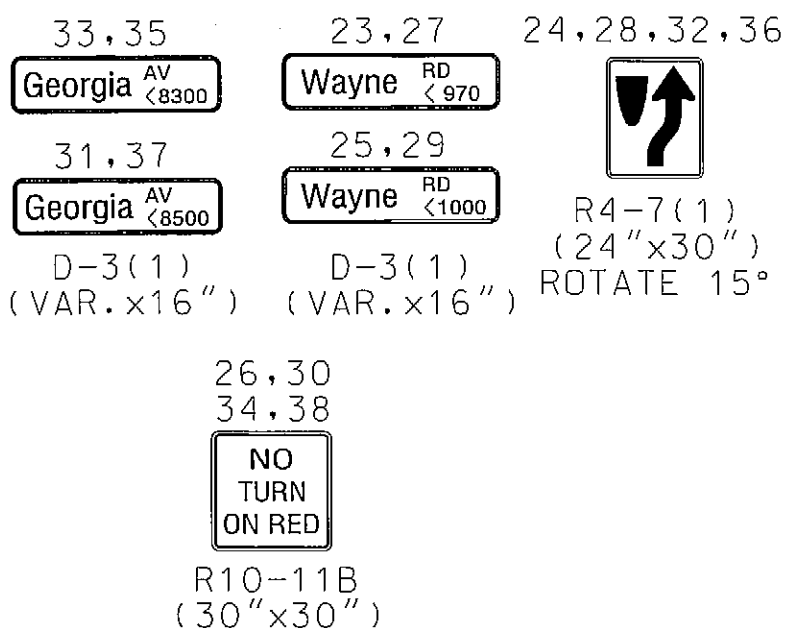 33,35
Georgia AV <8300
31,37
Georgia AV <8500
D-3(1)
(VAR.x16")
23,27
Wayne RD < 970
25,29
Wayne RD <1000
D-3(1)
(VAR.x16")
24,28,32,36
R4-7(1)
(24"x30")
ROTATE 15°
26,30
34,38
NO
TURN
ON RED
R10-11B
(30"x30")